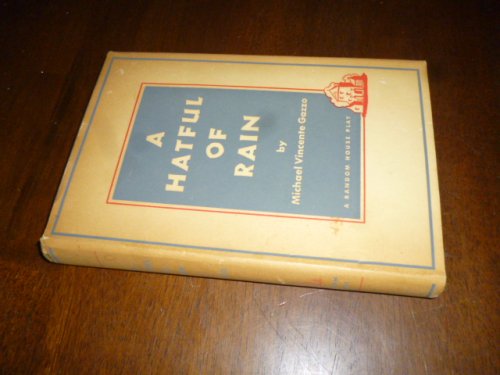 A
HATFUL
OF
RAIN
by
Michael Vincente Gazzo
A RANDOM HOUSE PLAY